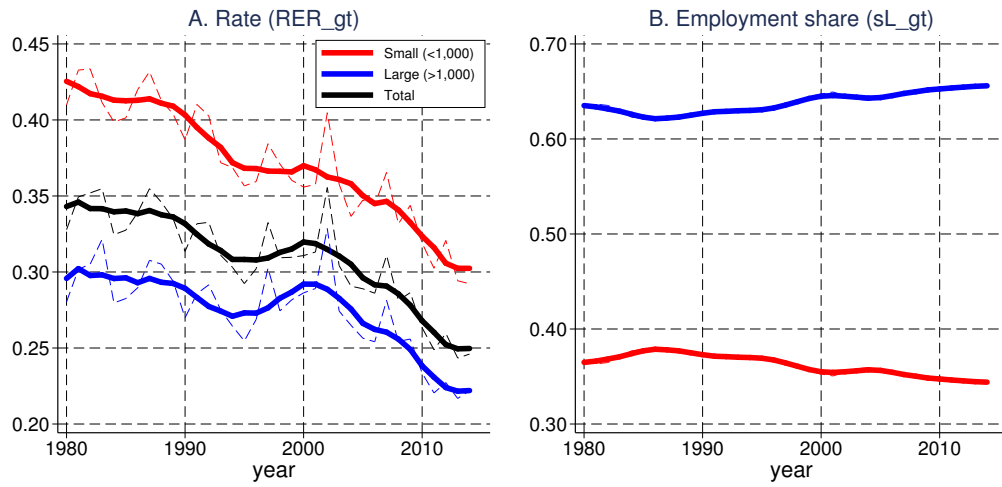 A. Rate (RER_gt)
0.45
0.40
0.35
0.30
0.25
0.20
Small (<1,000)
Large (>1,000)
Total
1980
1990
2000
2010
year
B. Employment share (sL_gt)
0.70
0.60
0.50
0.40
0.30
1980
1990
2000
2010
year